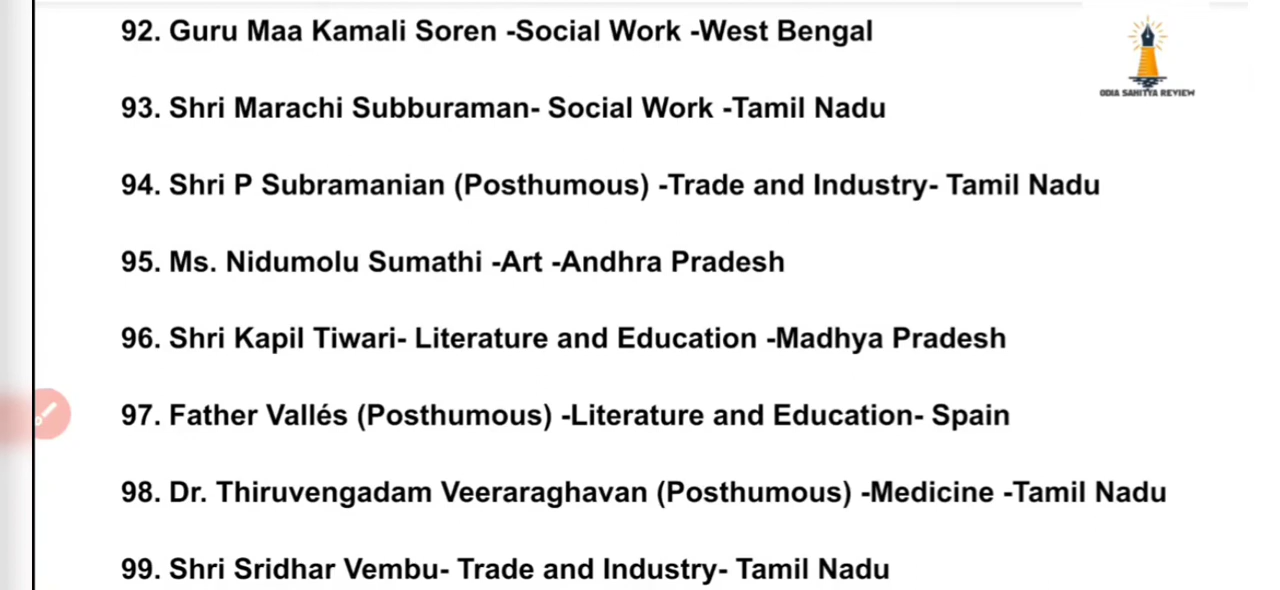 92. Guru Maa Kamali Soren -Social Work -West Bengal
ODIA SAHITYA REVIEW
93. Shri Marachi Subburaman- Social Work -Tamil Nadu
94. Shri P Subramanian (Posthumous) -Trade and Industry- Tamil Nadu
95. Ms. Nidumolu Sumathi -Art -Andhra Pradesh
96. Shri Kapil Tiwari- Literature and Education -Madhya Pradesh
97. Father Vallés (Posthumous) -Literature and Education- Spain
98. Dr. Thiruvengadam Veeraraghavan (Posthumous) -Medicine -Tamil Nadu
99. Shri Sridhar Vembu- Trade and Industry- Tamil Nadu